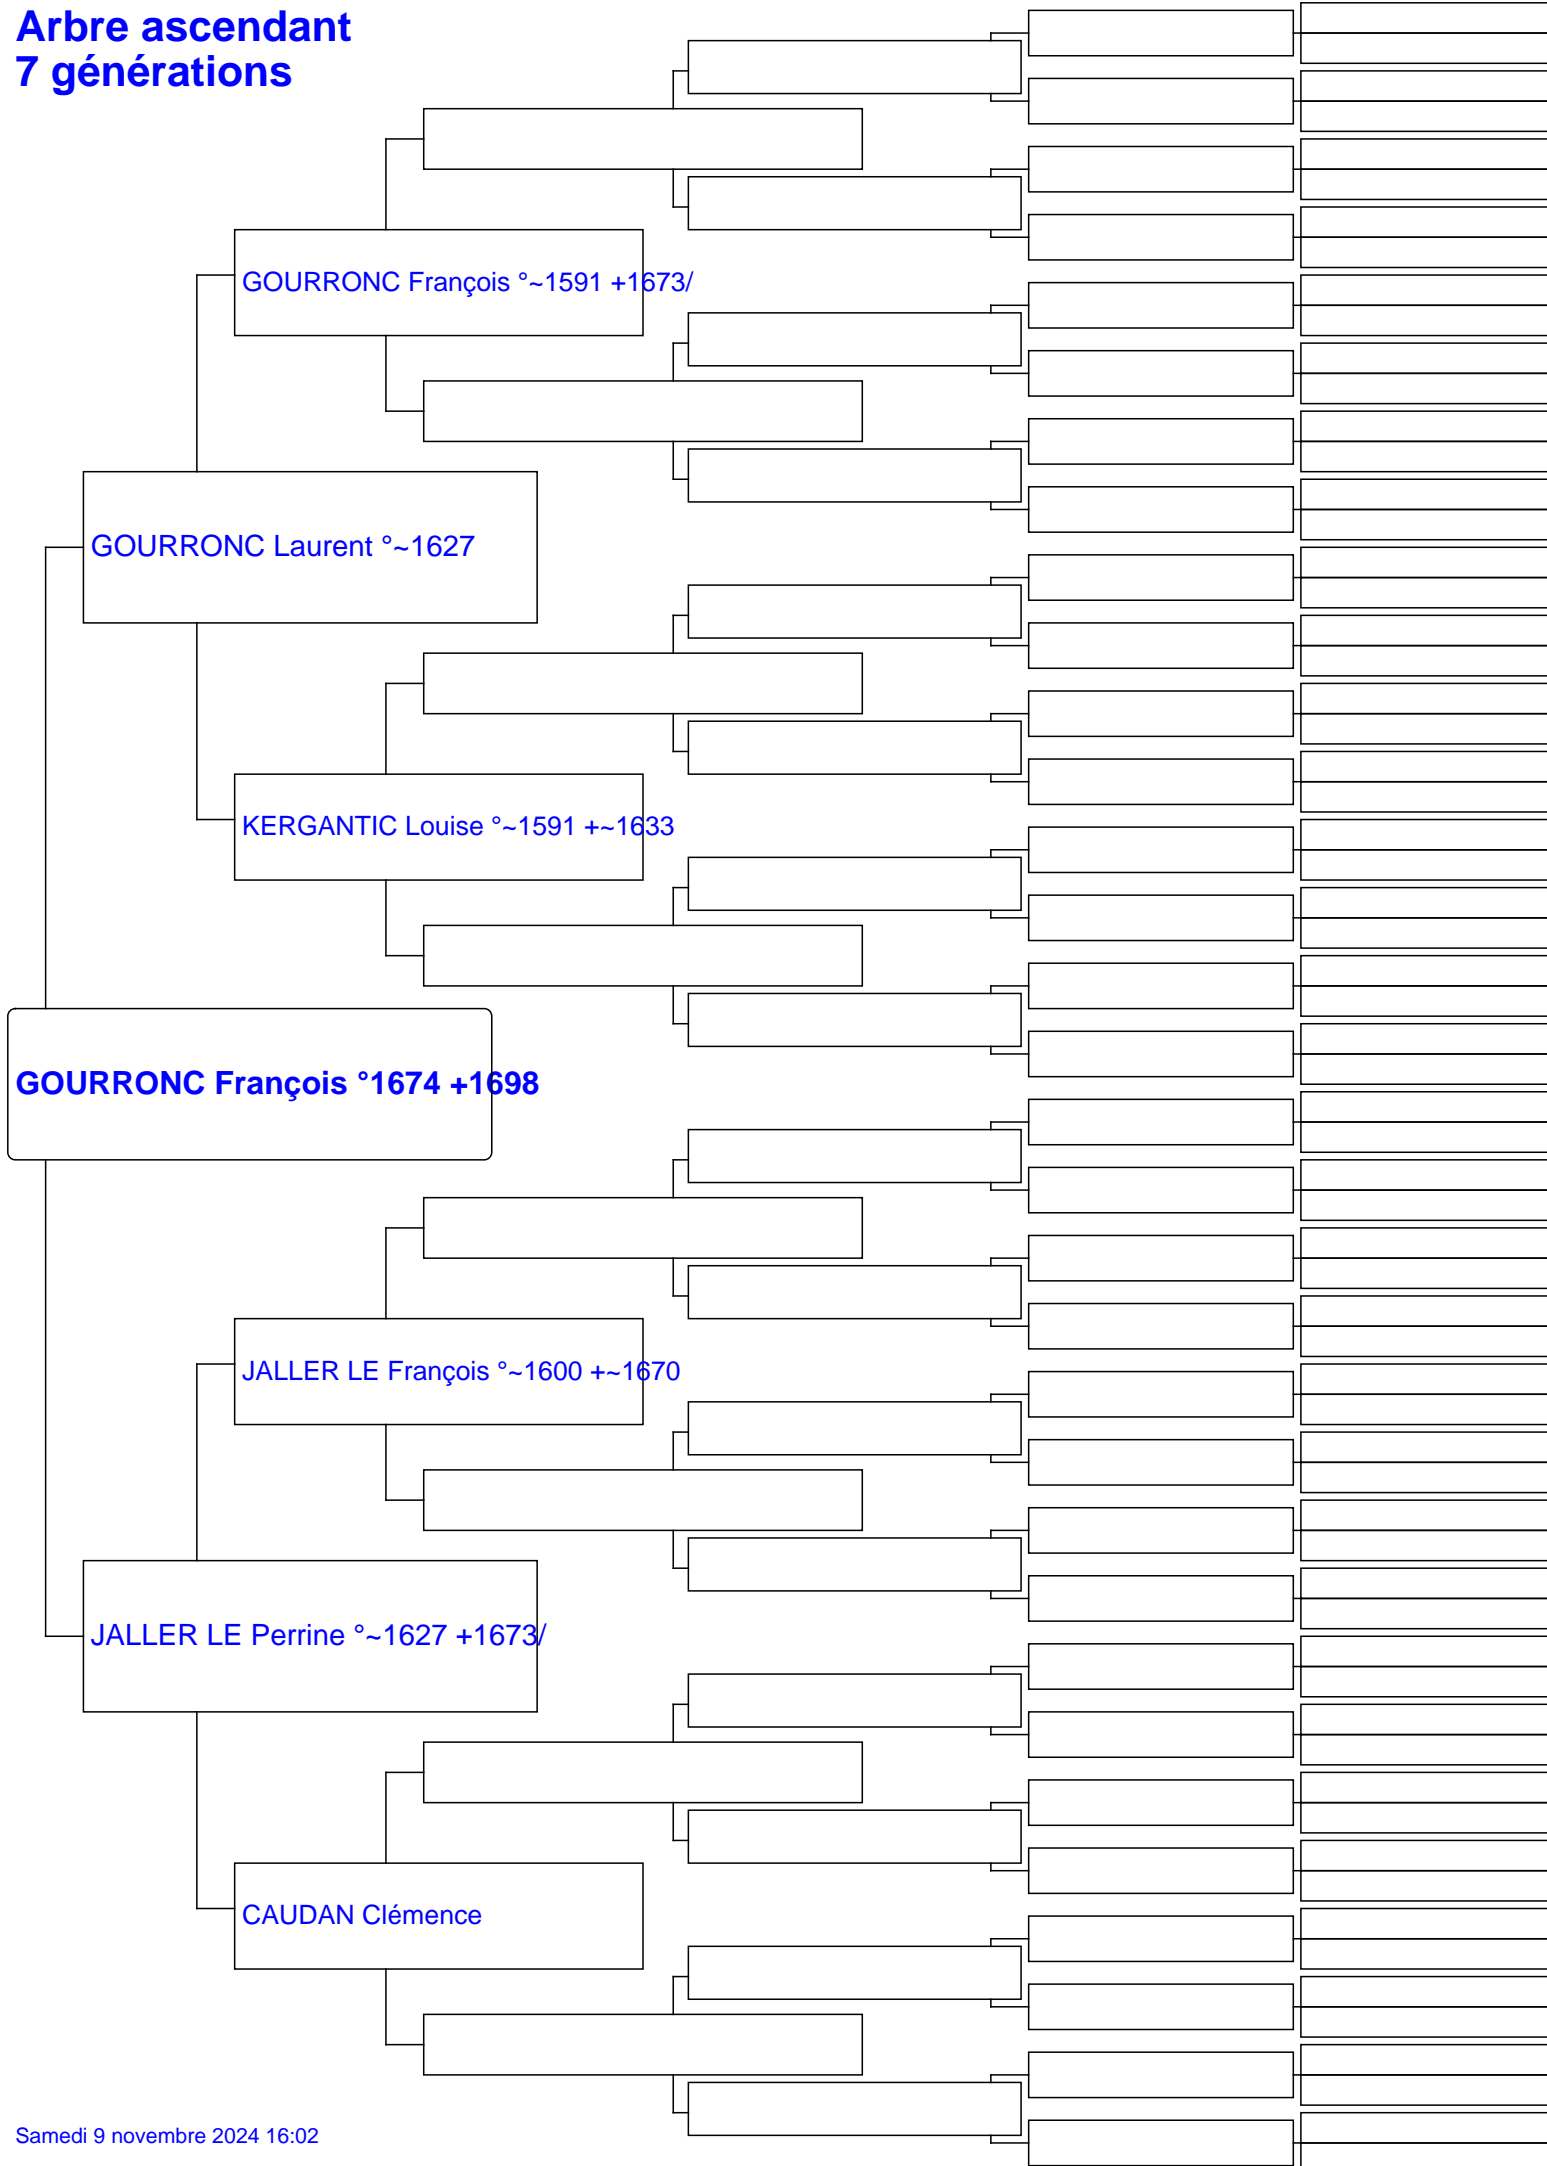 Arbre ascendant
7 générations
GOURRONC François °~1591 +1673/
GOURRONC Laurent °~1627
KERGANTIC Louise °~1591 +~1633
GOURRONC François °1674 +1698
JALLER LE François °~1600 +~1670
JALLER LE Perrine °~1627 +1673/
CAUDAN Clémence
Samedi 9 novembre 2024 16:02